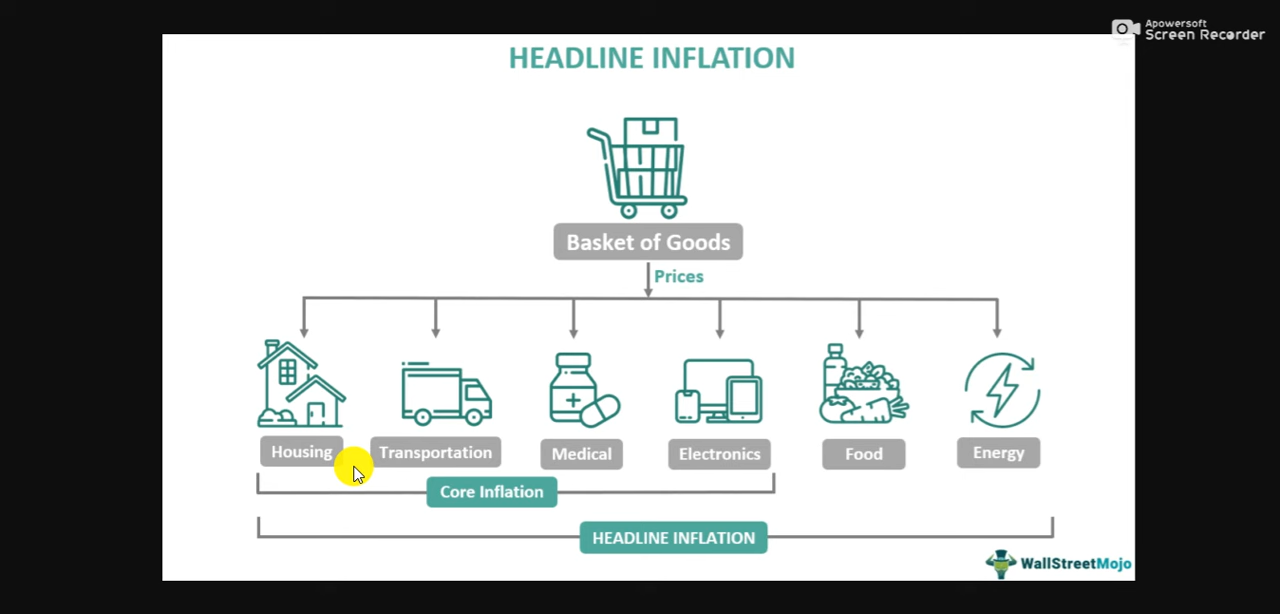 Apowersoft
Screen Recorder
HEADLINE INFLATION
Basket of Goods
Prices
Housing
Transportation
Medical
Electronics
Food
Energy
Core Inflation
HEADLINE INFLATION
WallStreetMojo